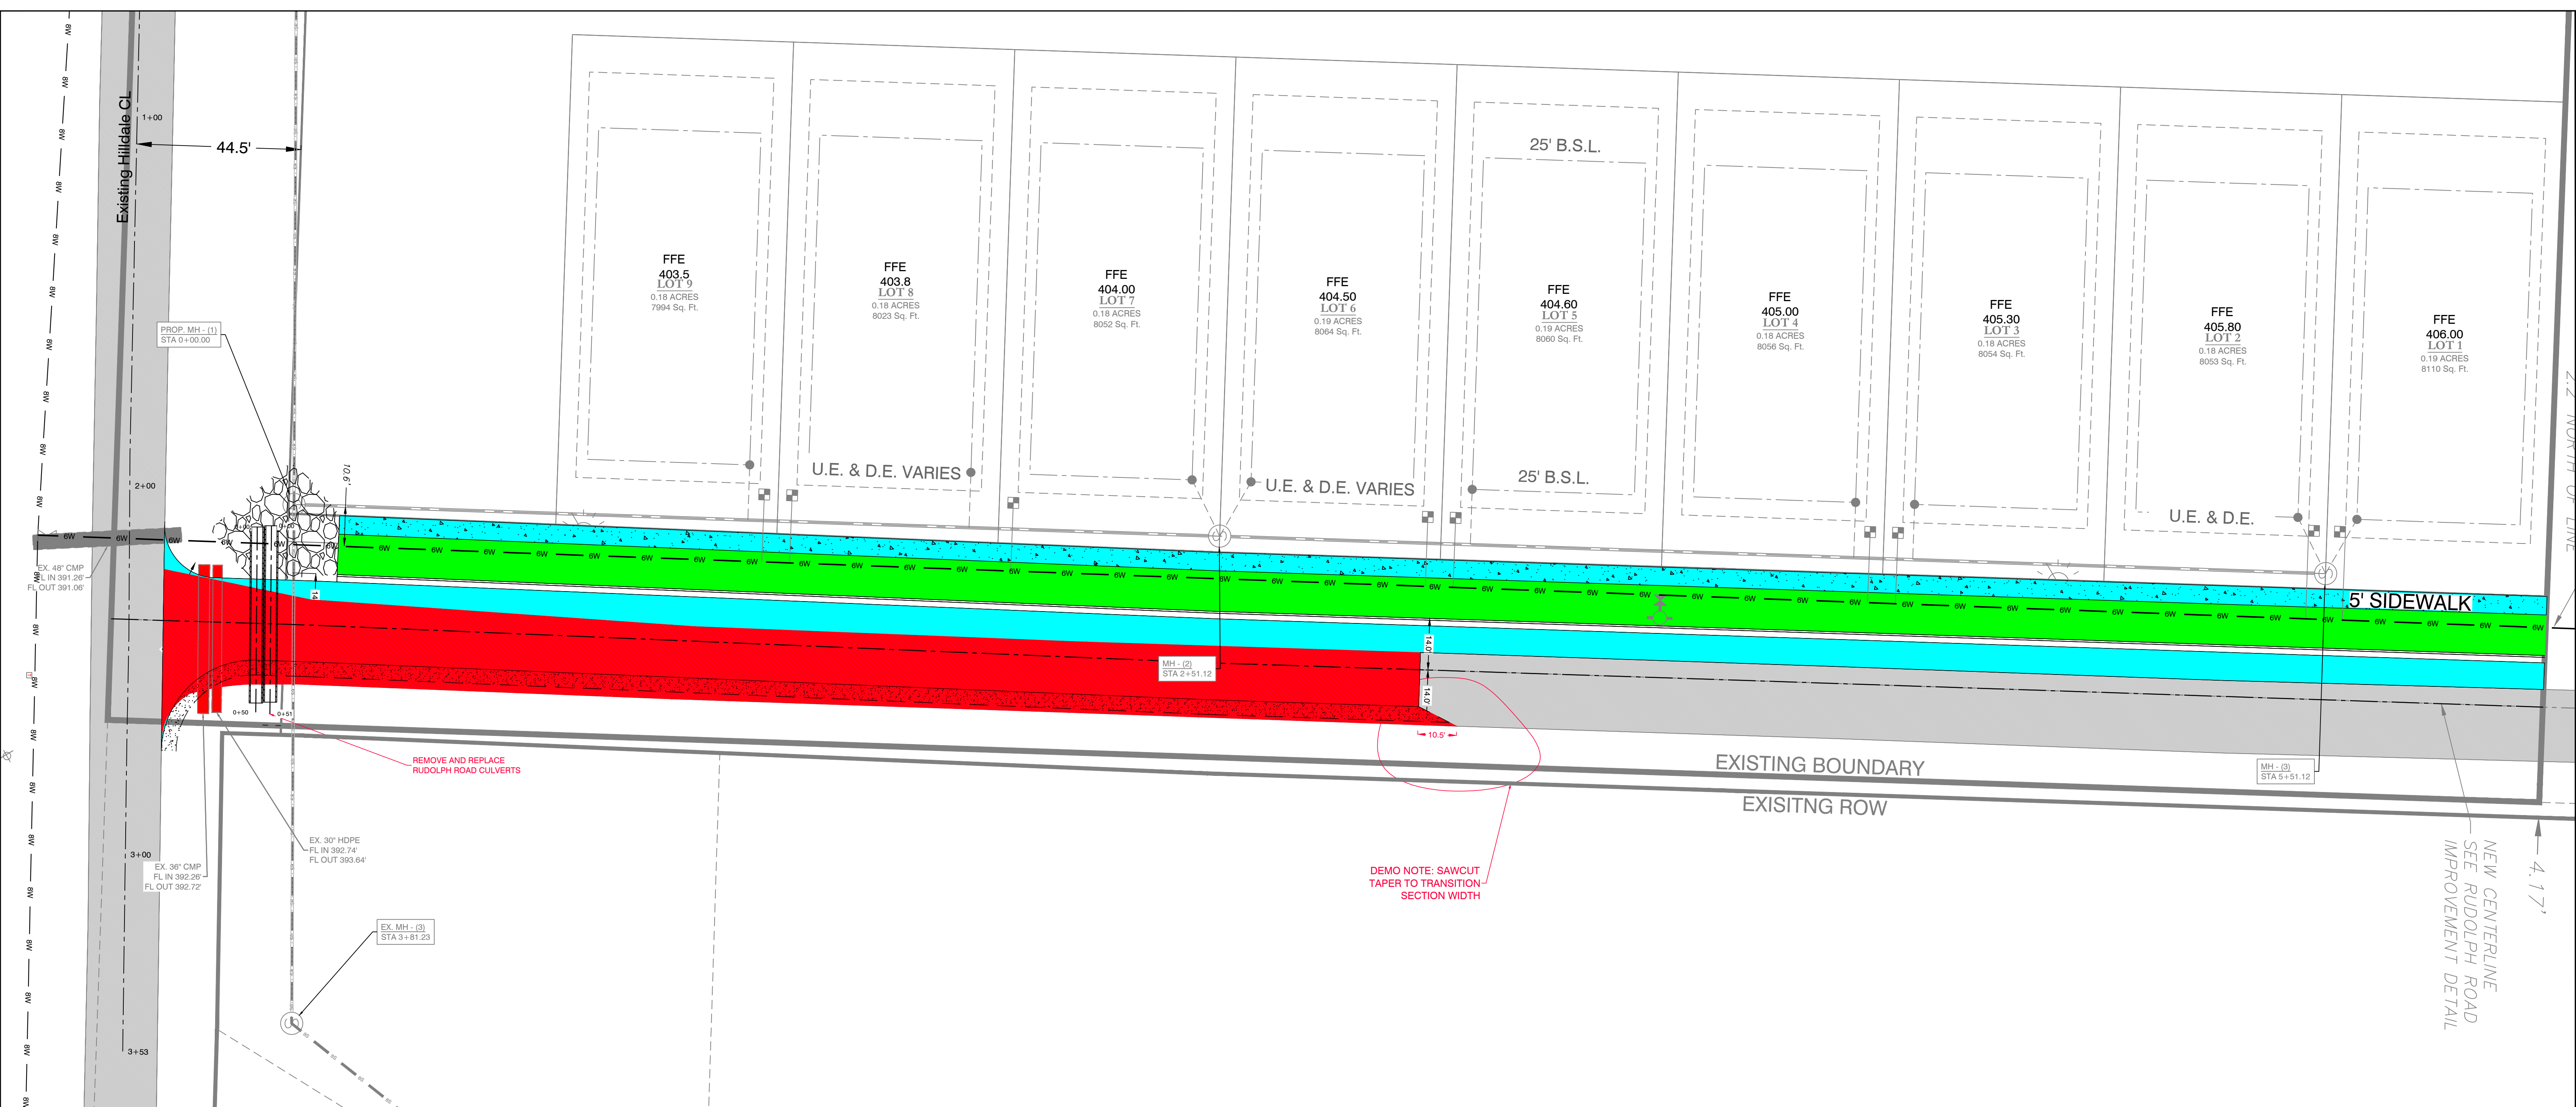 Existing Hilldale CL
1+00
44.5'
2+00
3+00
3+53
PROP. MH - (1)
STA 0+00.00
EX. 48" CMP
FL IN 391.26'
FL OUT 391.06'
10.6'
FFE
403.5
LOT 9
0.18 ACRES
7994 Sq. Ft.
FFE
403.8
LOT 8
0.18 ACRES
8023 Sq. Ft.
FFE
404.00
LOT 7
0.18 ACRES
8052 Sq. Ft.
FFE
404.50
LOT 6
0.19 ACRES
8064 Sq. Ft.
25' B.S.L.
FFE
404.60
LOT 5
0.19 ACRES
8060 Sq. Ft.
25' B.S.L.
FFE
405.00
LOT 4
0.18 ACRES
8056 Sq. Ft.
FFE
405.30
LOT 3
0.18 ACRES
8054 Sq. Ft.
FFE
405.80
LOT 2
0.18 ACRES
8053 Sq. Ft.
FFE
406.00
LOT 1
0.19 ACRES
8110 Sq. Ft.
U.E. & D.E. VARIES
U.E. & D.E. VARIES
U.E. & D.E.
8W
6W
5' SIDEWALK
14
14.0'
14.0'
10.5'
MH - (2)
STA 2+51.12
MH - (3)
STA 5+51.12
0+50
0+51
REMOVE AND REPLACE
RUDOLPH ROAD CULVERTS
EX. 30" HDPE
FL IN 392.74'
FL OUT 393.64'
EX. 36" CMP
FL IN 392.26'
FL OUT 392.72'
EX. MH - (3)
STA 3+81.23
EXISTING BOUNDARY
EXISITNG ROW
DEMO NOTE: SAWCUT
TAPER TO TRANSITION
SECTION WIDTH
NEW CENTERLINE
SEE RUDOLPH ROAD
IMPROVEMENT DETAIL
4.17'
NORTH OF LINE